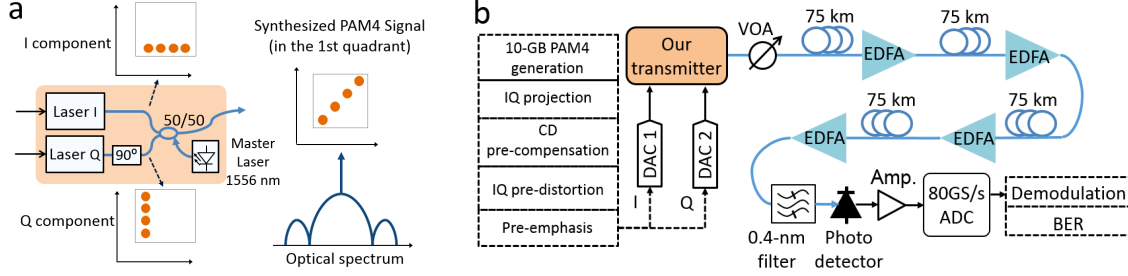 a
I component
Laser I
Laser Q
90°
50/50
Master
Laser
1556 nm
Q component
Synthesized PAM4 Signal
(in the 1st quadrant)
Optical spectrum
b
10-GB PAM4
generation
IQ projection
CD
pre-compensation
IQ pre-distortion
Pre-emphasis
Our
transmitter
DAC 1
DAC 2
I
Q
VOA
75 km
EDFA
75 km
EDFA
75 km
EDFA
75 km
EDFA
0.4-nm
filter
Photo
detector
Amp.
80GS/s
ADC
Demodulation
BER